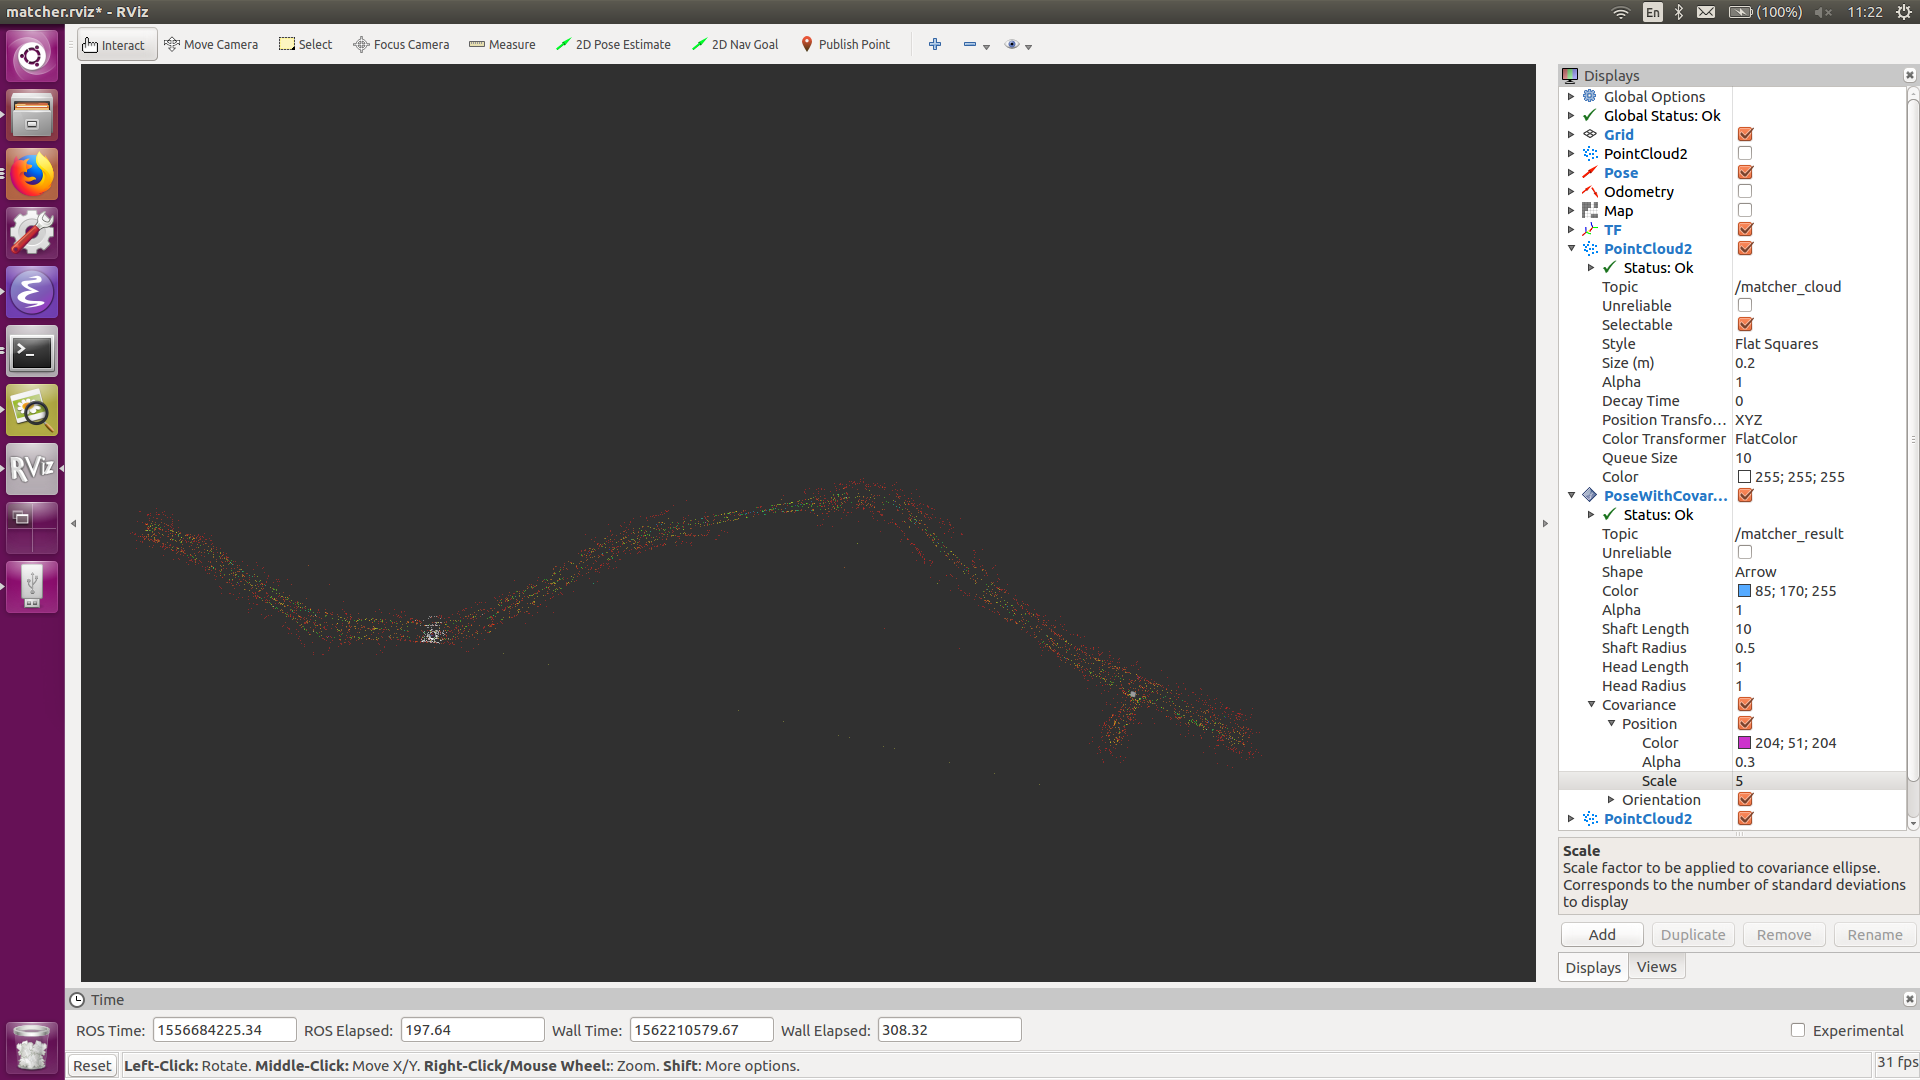 matcher.rviz* - RViz
En
(100%)
11:22
Interact
Move Camera
Select
Focus Camera
Measure
2D Pose Estimate
2D Nav Goal
Publish Point
Displays
Global Options
Global Status: Ok
Grid
PointCloud2
Pose
Odometry
Map
TF
PointCloud2
Status: Ok
Topic /matcher_cloud
Unreliable
Selectable
Style Flat Squares
Size (m) 0.2
Alpha 1
Decay Time 0
Position Transfo... XYZ
Color Transformer FlatColor
Queue Size 10
Color 255; 255; 255
PoseWithCovar...
Status: Ok
Topic /matcher_result
Unreliable
Shape Arrow
Color 85; 170; 255
Alpha 1
Shaft Length 10
Shaft Radius 0.5
Head Length 1
Head Radius 1
Covariance
Position
Color 204; 51; 204
Alpha 0.3
Scale 5
Orientation
PointCloud2
Scale
Scale factor to be applied to covariance ellipse.
Corresponds to the number of standard deviations
to display
Add
Duplicate
Remove
Rename
Displays
Views
RViz
Time
ROS Time: 1556684225.34 ROS Elapsed: 197.64 Wall Time: 1562210579.67 Wall Elapsed: 308.32
Experimental
Reset
Left-Click: Rotate. Middle-Click: Move X/Y. Right-Click/Mouse Wheel:: Zoom. Shift: More options.
31 fps